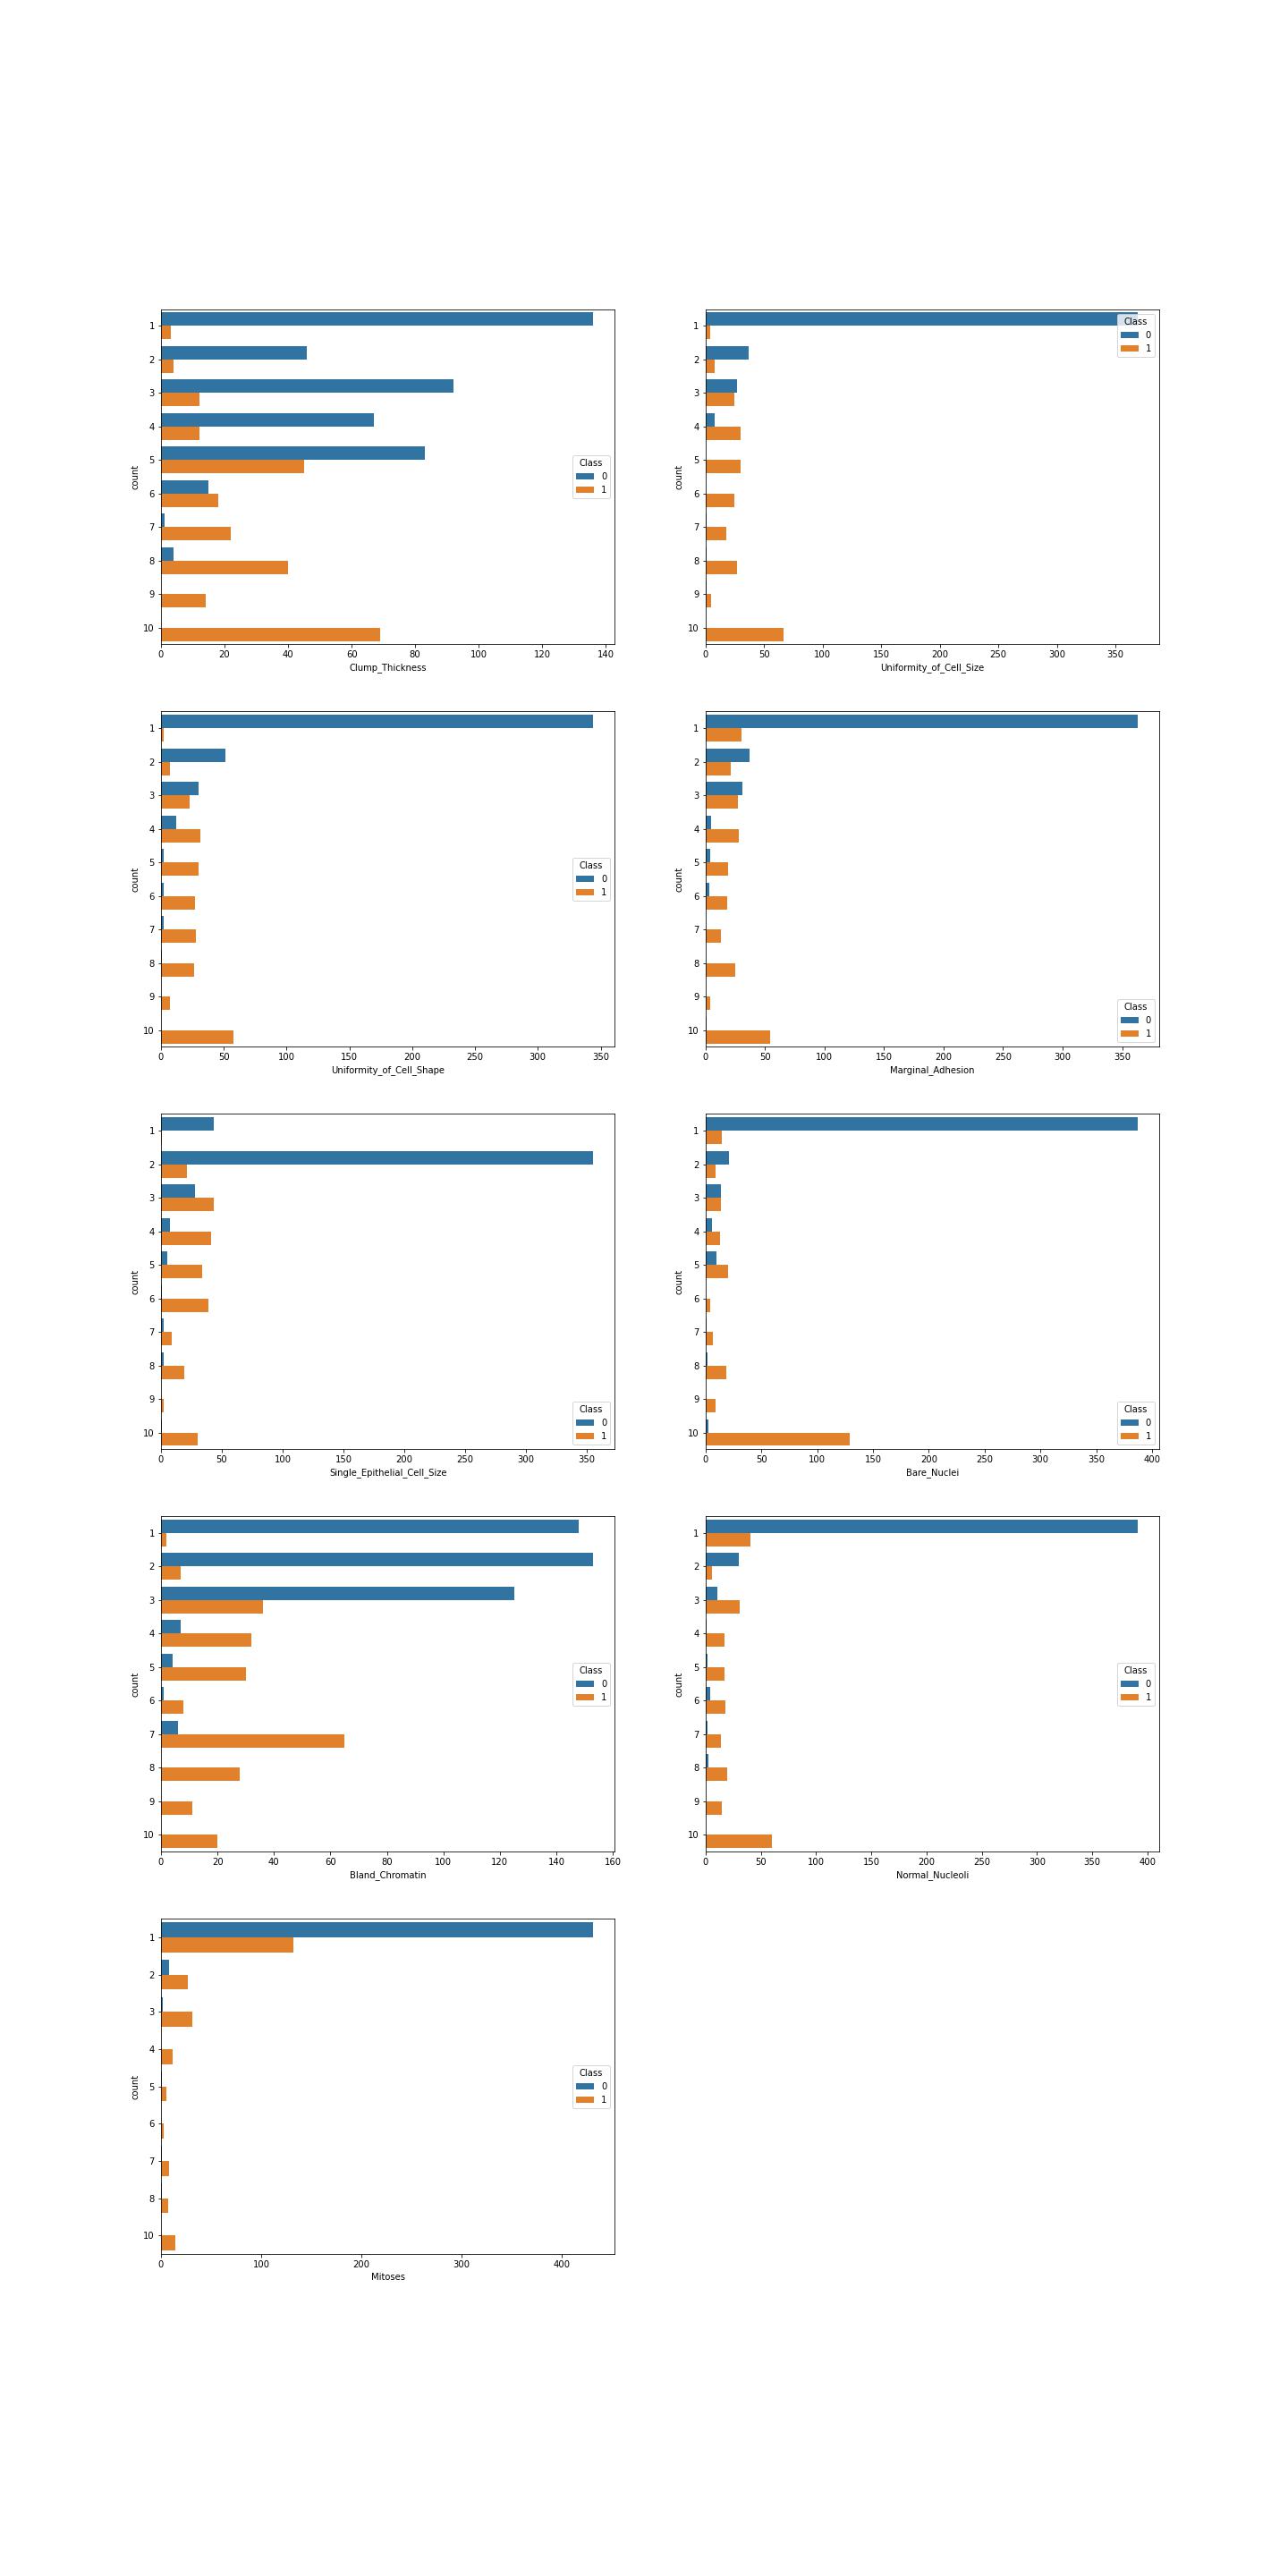 1
2
3
4
5
6
7
8
9
10
count
0 20 40 60 80 100 120 140
Clump_Thickness
Class
0
1
1
2
3
4
5
6
7
8
9
10
count
0 50 100 150 200 250 300 350
Uniformity_of_Cell_Size
Class
0
1
1
2
3
4
5
6
7
8
9
10
count
0 50 100 150 200 250 300 350
Uniformity_of_Cell_Shape
Class
0
1
1
2
3
4
5
6
7
8
9
10
count
0 50 100 150 200 250 300 350
Marginal_Adhesion
Class
0
1
1
2
3
4
5
6
7
8
9
10
count
0 50 100 150 200 250 300 350
Single_Epithelial_Cell_Size
Class
0
1
1
2
3
4
5
6
7
8
9
10
count
0 50 100 150 200 250 300 350 400
Bare_Nuclei
Class
0
1
1
2
3
4
5
6
7
8
9
10
count
0 20 40 60 80 100 120 140 160
Bland_Chromatin
Class
0
1
1
2
3
4
5
6
7
8
9
10
count
0 50 100 150 200 250 300 350 400
Normal_Nucleoli
Class
0
1
1
2
3
4
5
6
7
8
10
count
0 100 200 300 400
Mitoses
Class
0
1